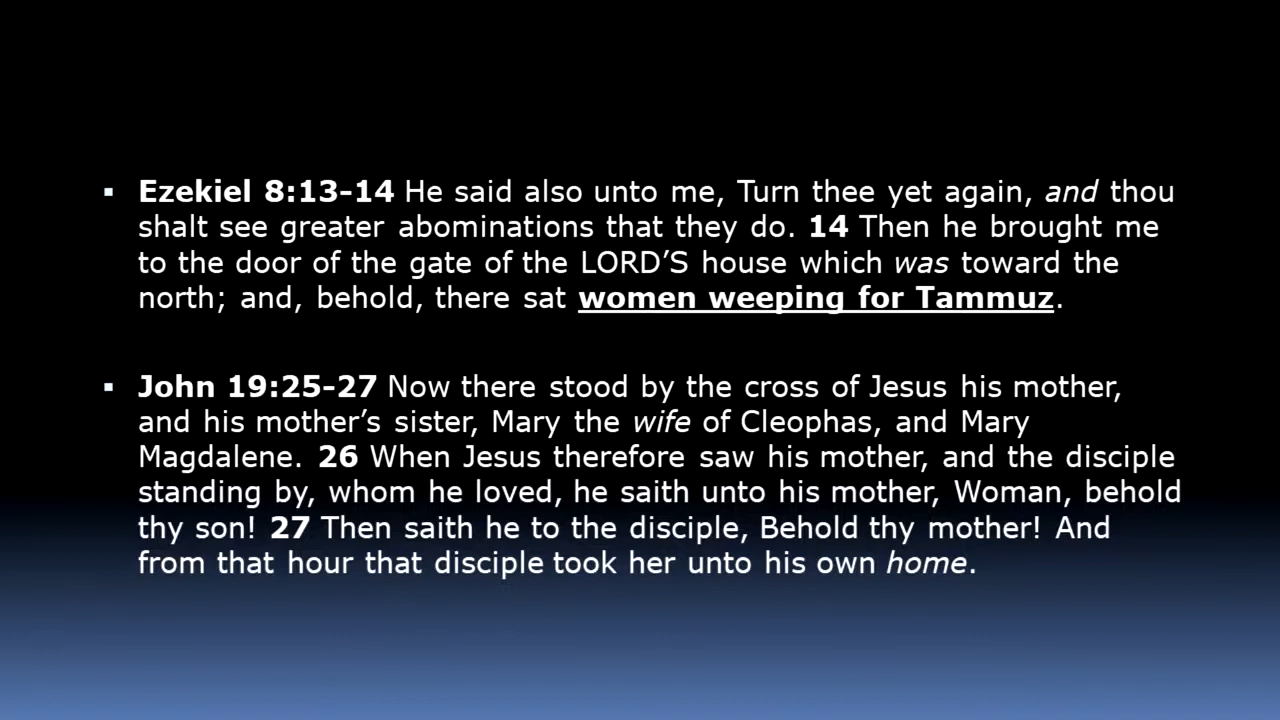 ▪ Ezekiel 8:13-14 He said also unto me, Turn thee yet again, and thou
shalt see greater abominations that they do. 14 Then he brought me
to the door of the gate of the LORD’S house which was toward the
north; and, behold, there sat women weeping for Tammuz.
▪ John 19:25-27 Now there stood by the cross of Jesus his mother,
and his mother’s sister, Mary the wife of Cleophas, and Mary
Magdalene. 26 When Jesus therefore saw his mother, and the disciple
standing by, whom he loved, he saith unto his mother, Woman, behold
thy son! 27 Then saith he to the disciple, Behold thy mother! And
from that hour that disciple took her unto his own home.